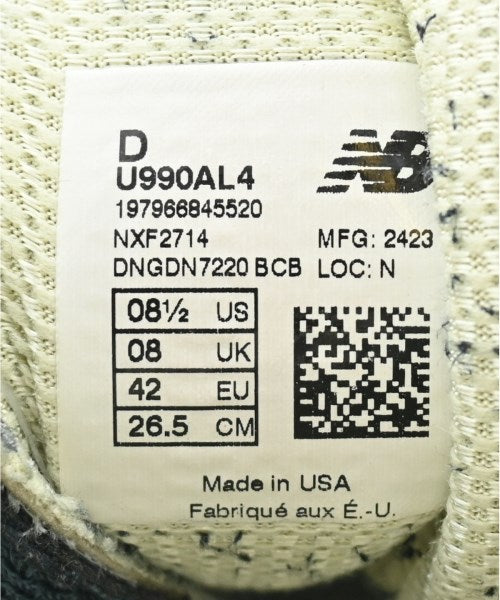 D
U990AL4
197966845520
NXF2714
DNGDN7220 BCB
NB
MFG: 2423
LOC: N
08½ US
08 UK
42 EU
26.5 CM
Made in USA
Fabriqué aux É.-U.